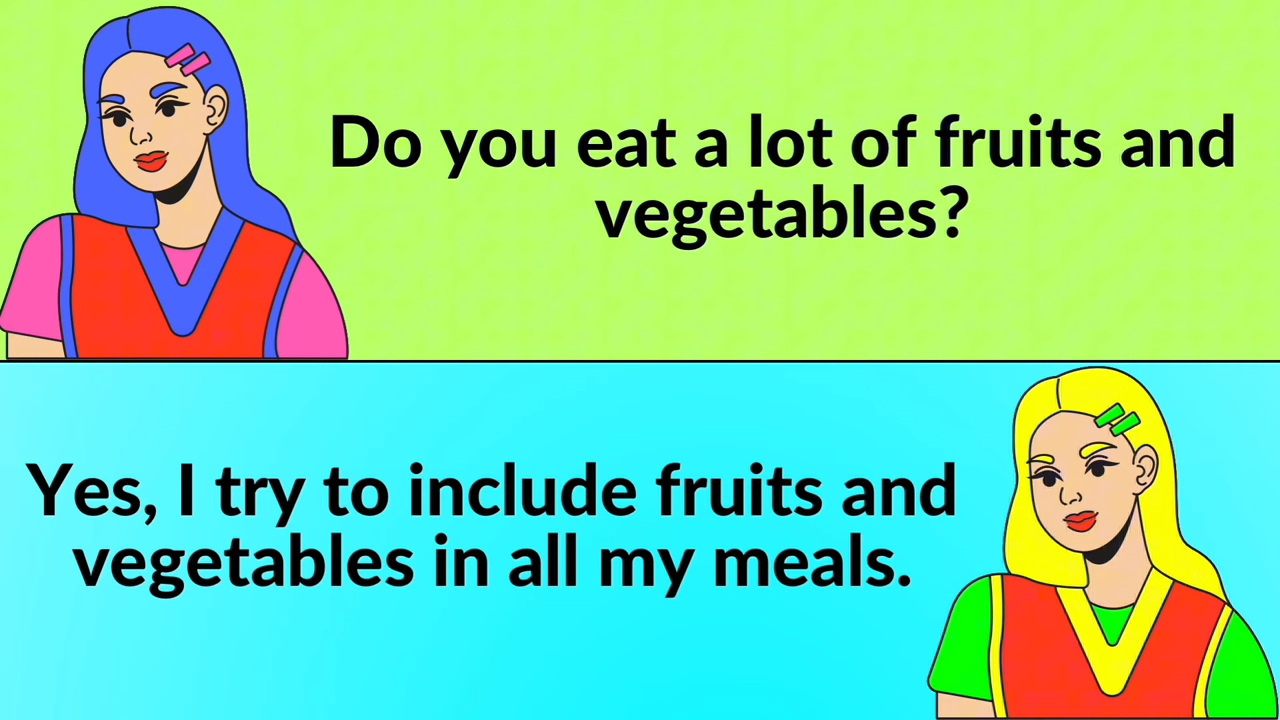 Do you eat a lot of fruits and
vegetables?
Yes, I try to include fruits and
vegetables in all my meals.